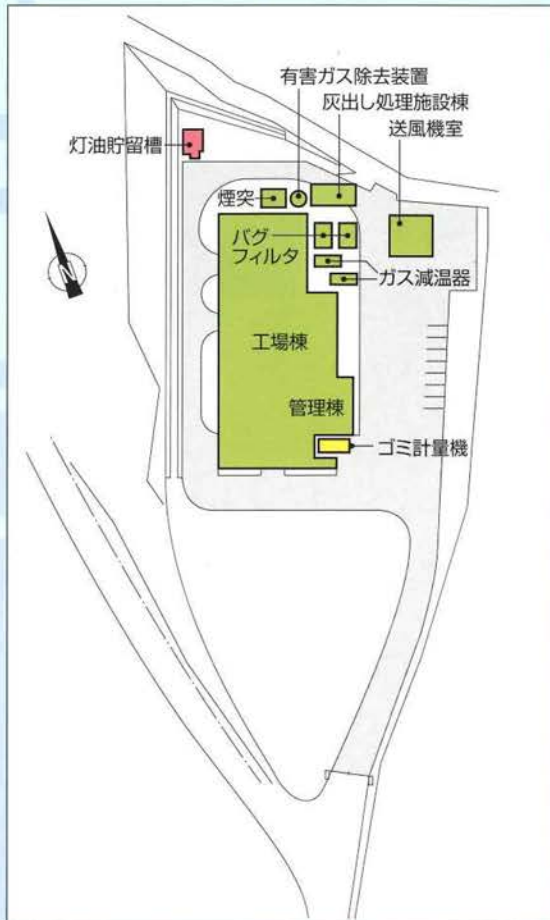 有害ガス除去装置
灰出し処理施設棟
送風機室
灯油貯留槽
煙突
バグ
フィルタ
ガス減温器
工場棟
管理棟
ゴミ計量機
N